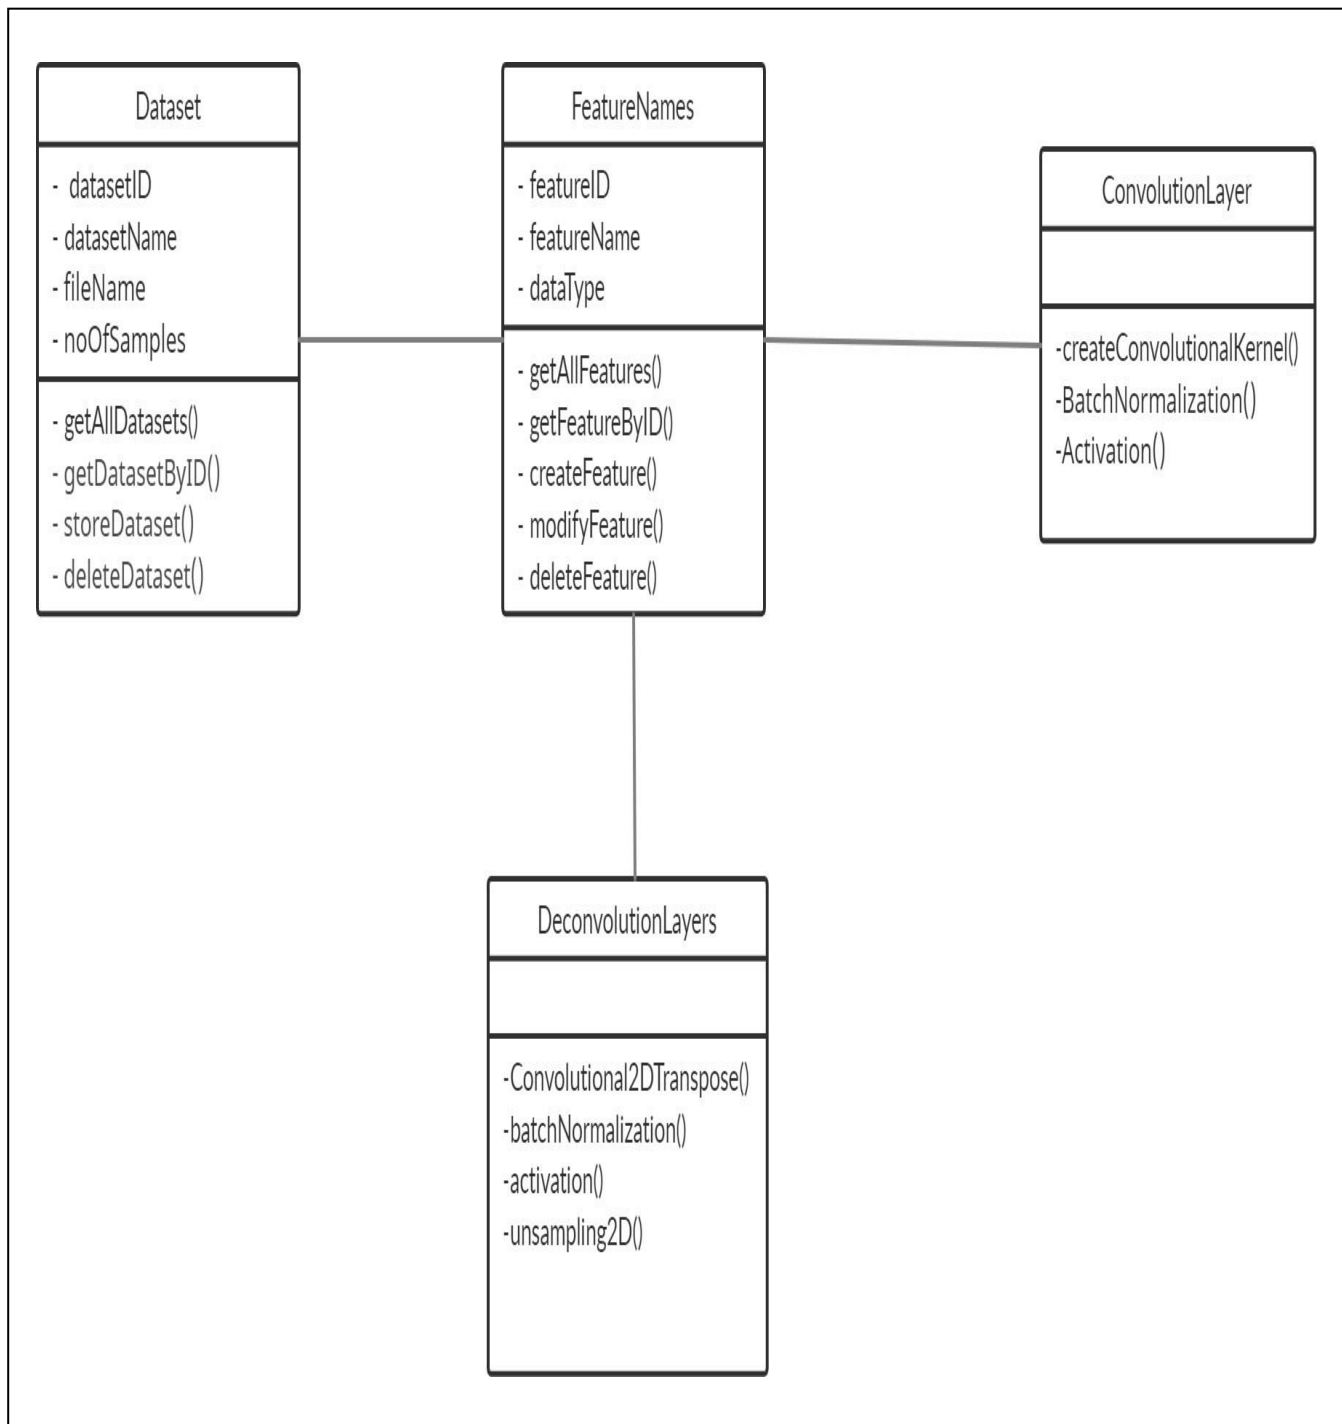 Dataset
- datasetID
- datasetName
- fileName
- noOfSamples
- getAllDatasets()
- getDatasetByID()
- storeDataset()
- deleteDataset()
FeatureNames
- featureID
- featureName
- dataType
- getAllFeatures()
- getFeatureByID()
- createFeature()
- modifyFeature()
- deleteFeature()
ConvolutionLayer
-createConvolutionalKernel()
-BatchNormalization()
-Activation()
DeconvolutionLayers
-Convolutional2DTranspose()
-batchNormalization()
-activation()
-unsampling2D()